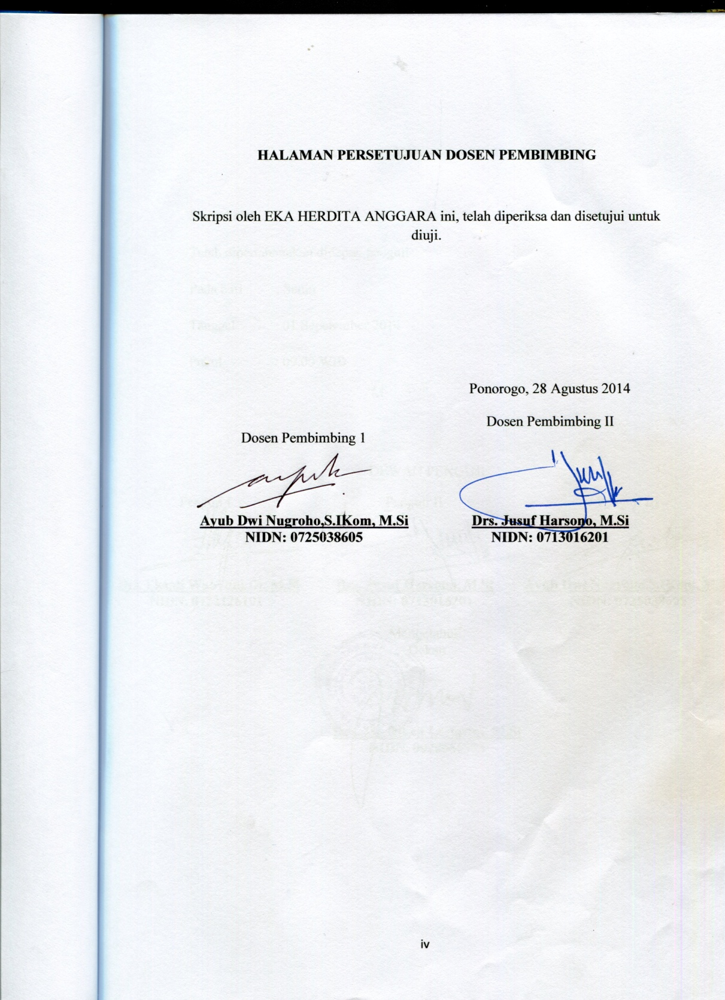 HALAMAN PERSETUJUAN DOSEN PEMBIMBING
Skripsi oleh EKA HERDITA ANGGARA ini, telah diperiksa dan disetujui untuk
diuji.
Ponorogo, 28 Agustus 2014
Dosen Pembimbing II
Dosen Pembimbing 1
Ayub Dwi Nugroho,S.IKom, M.Si
NIDN: 0725038605
Drs. Jusuf Harsono, M.Si
NIDN: 0713016201
iv